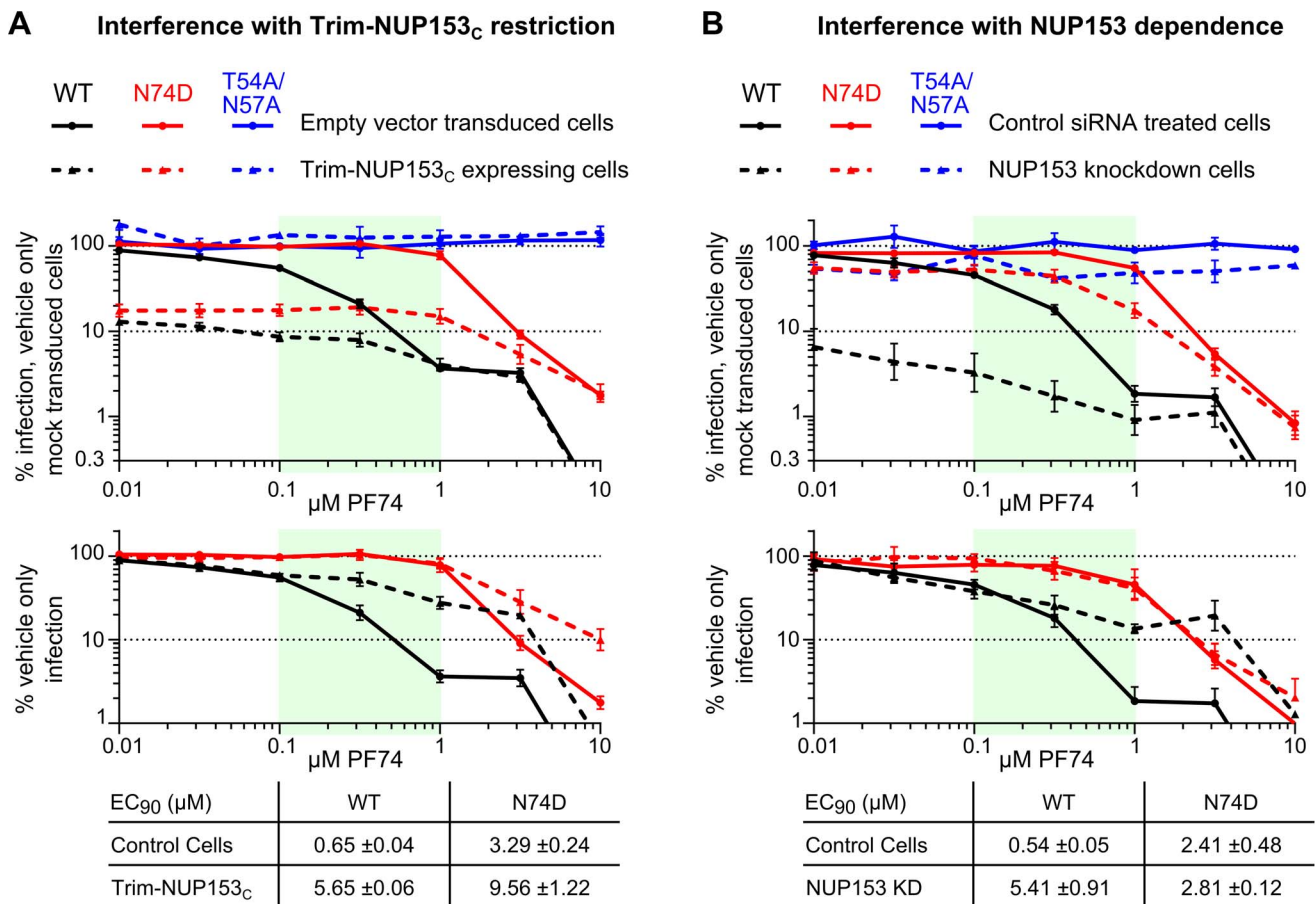 A Interference with Trim-NUP153C restriction
WT N74D T54A/
N57A
Empty vector transduced cells
Trim-NUP153C expressing cells
% infection, vehicle only
mock transduced cells
100
10
1
0.3
0.01 0.1 1 10
µM PF74
% vehicle only
infection
100
10
1
0.01 0.1 1 10
µM PF74
EC90 (µM) WT N74D
Control Cells 0.65 ±0.04 3.29 ±0.24
Trim-NUP153C 5.65 ±0.06 9.56 ±1.22
B Interference with NUP153 dependence
WT N74D T54A/
N57A
Control siRNA treated cells
NUP153 knockdown cells
% infection, vehicle only
mock transduced cells
100
10
1
0.3
0.01 0.1 1 10
µM PF74
% vehicle only
infection
100
10
1
0.01 0.1 1 10
µM PF74
EC90 (µM) WT N74D
Control Cells 0.54 ±0.05 2.41 ±0.48
NUP153 KD 5.41 ±0.91 2.81 ±0.12